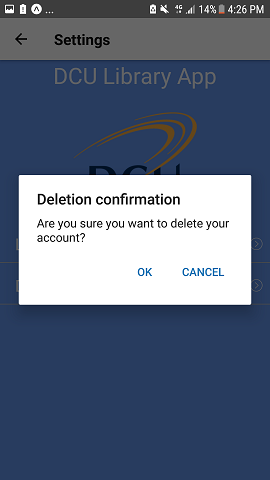 ... 4G 14% 4:26 PM
Settings
DCU Library App
DCU
Deletion confirmation
Are you sure you want to delete your
account?
OK CANCEL